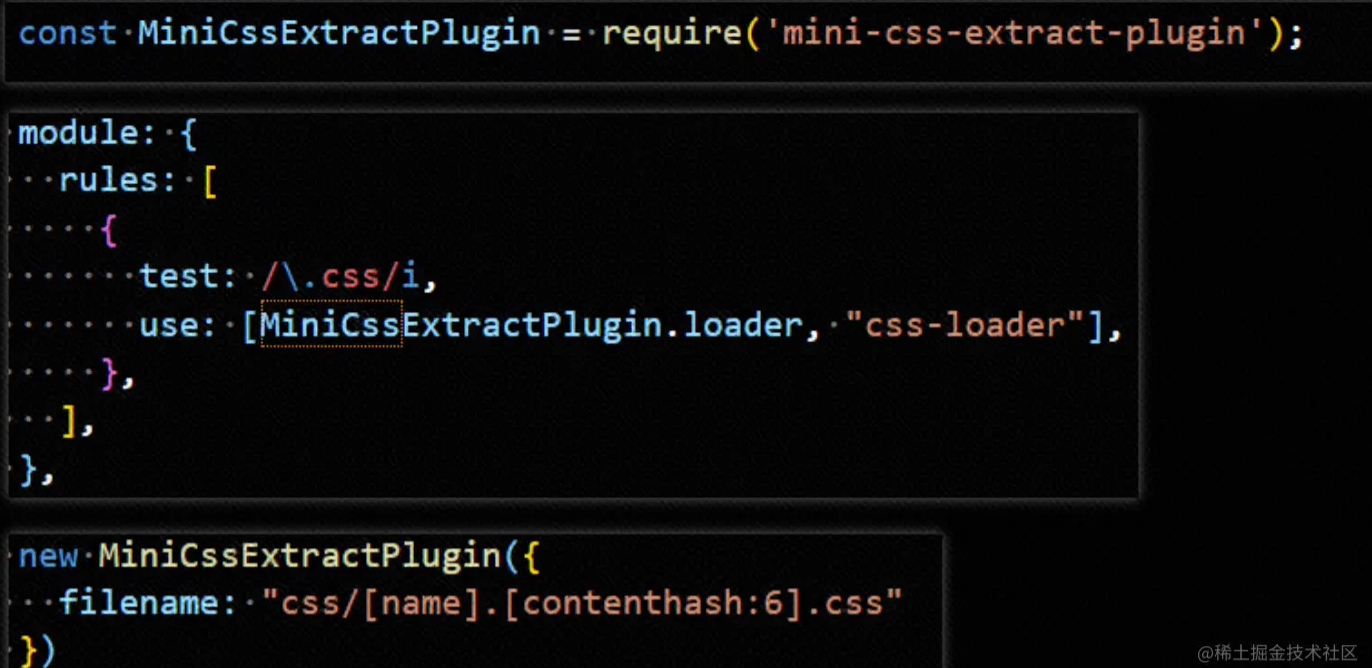 const MiniCssExtractPlugin = require('mini-css-extract-plugin');
module: {
  rules: [
    {
      test: /\.css/i,
      use: [MiniCssExtractPlugin.loader, "css-loader"],
    },
  ],
},
new MiniCssExtractPlugin({
  filename: "css/[name].[contenthash:6].css"
})
@稀土掘金技术社区